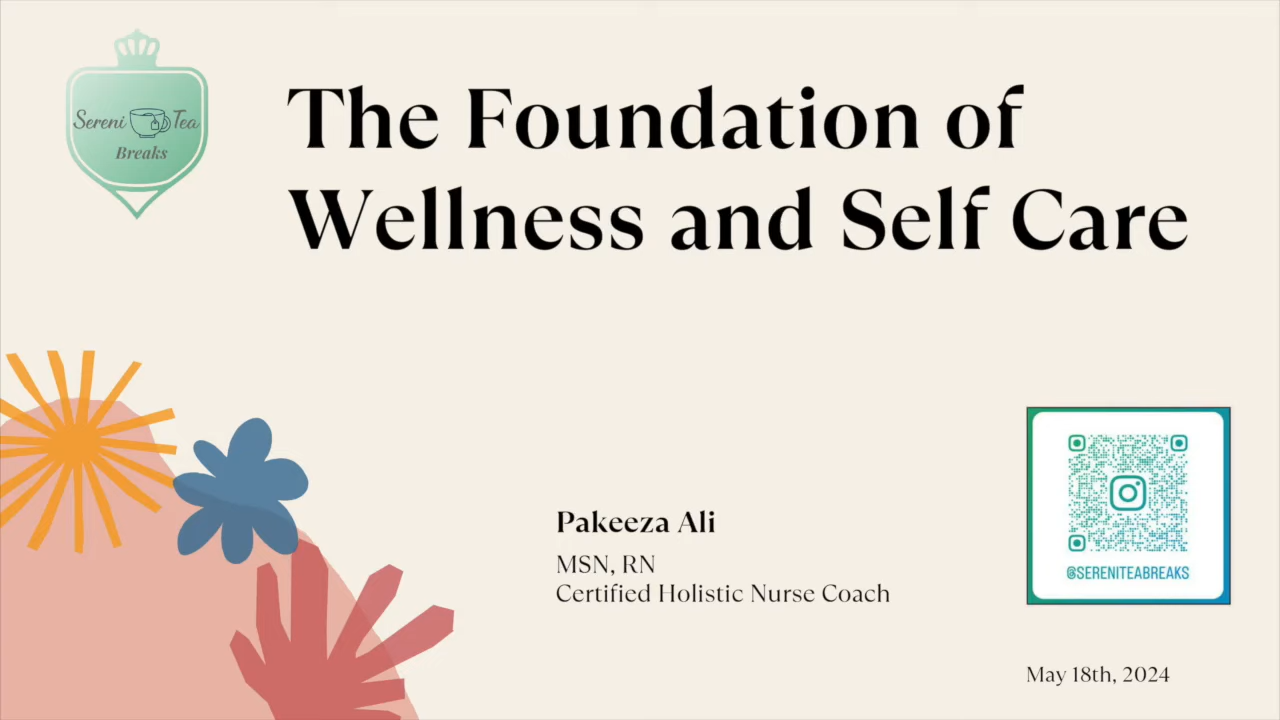 Sereni Tea
Breaks
The Foundation of
Wellness and Self Care
Pakeeza Ali
MSN, RN
Certified Holistic Nurse Coach
@SERENITEABREAKS
May 18th, 2024